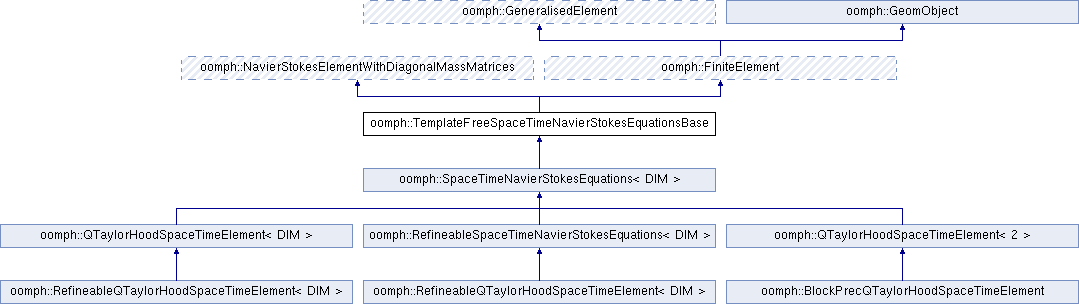 oomph::GeneralisedElement
oomph::GeomObject
oomph::NavierStokesElementWithDiagonalMassMatrices
oomph::FiniteElement
oomph::TemplateFreeSpaceTimeNavierStokesEquationsBase
oomph::SpaceTimeNavierStokesEquations< DIM >
oomph::QTaylorHoodSpaceTimeElement< DIM >
oomph::RefineableSpaceTimeNavierStokesEquations< DIM >
oomph::QTaylorHoodSpaceTimeElement< 2 >
oomph::RefineableQTaylorHoodSpaceTimeElement< DIM >
oomph::RefineableQTaylorHoodSpaceTimeElement< DIM >
oomph::BlockPrecQTaylorHoodSpaceTimeElement